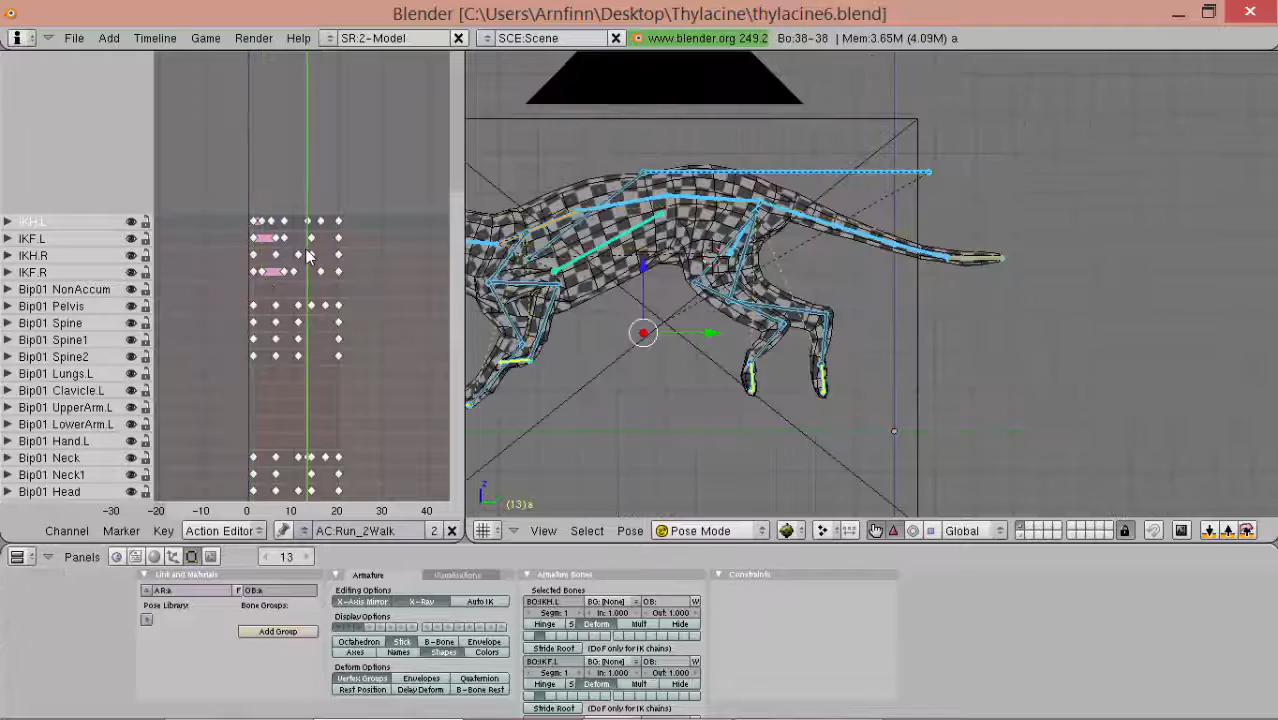 Blender [C:\Users\Arnfinn\Desktop\Thylacine\thylacine6.blend]
File Add Timeline Game Render Help SR:2-Model SCE:Scene www.blender.org 249.2 Bo:38-38 | Mem:3.65M (4.09M) a
IKH.L
IKF.L
IKH.R
IKF.R
Bip01 NonAccum
Bip01 Pelvis
Bip01 Spine
Bip01 Spine1
Bip01 Spine2
Bip01 Lungs.L
Bip01 Clavicle.L
Bip01 UpperArm.L
Bip01 LowerArm.L
Bip01 Hand.L
Bip01 Neck
Bip01 Neck1
Bip01 Head
-30 -20 -10 0 10 20 30 40
z
(13)a
Channel Marker Key Action Editor AC:Run_2Walk 2
View Select Pose Pose Mode Global
Panels 13
Link and Materials
AR:a F OB:a
Pose Library: Bone Groups:
Add Group
Armature
Editing Options
X-Axis Mirror X-Ray Auto IK
Display Options
Octahedron Stick B-Bone Envelope
Axes Names Shapes Colors
Deform Options
Vertex Groups Envelopes Quaternion
Rest Position Delay Deform B-Bone Rest
Armature Bones
Selected Bones
BO:IKH.L BG: [None] OB: W
Segm: 1 In: 1.000 Out: 1.000
Hinge S Deform Mult Hide
Stride Root (DoF only for IK chains)
BO:IKF.L BG: [None] OB: W
Segm: 1 In: 1.000 Out: 1.000
Hinge S Deform Mult Hide
Stride Root (DoF only for IK chains)
Constraints